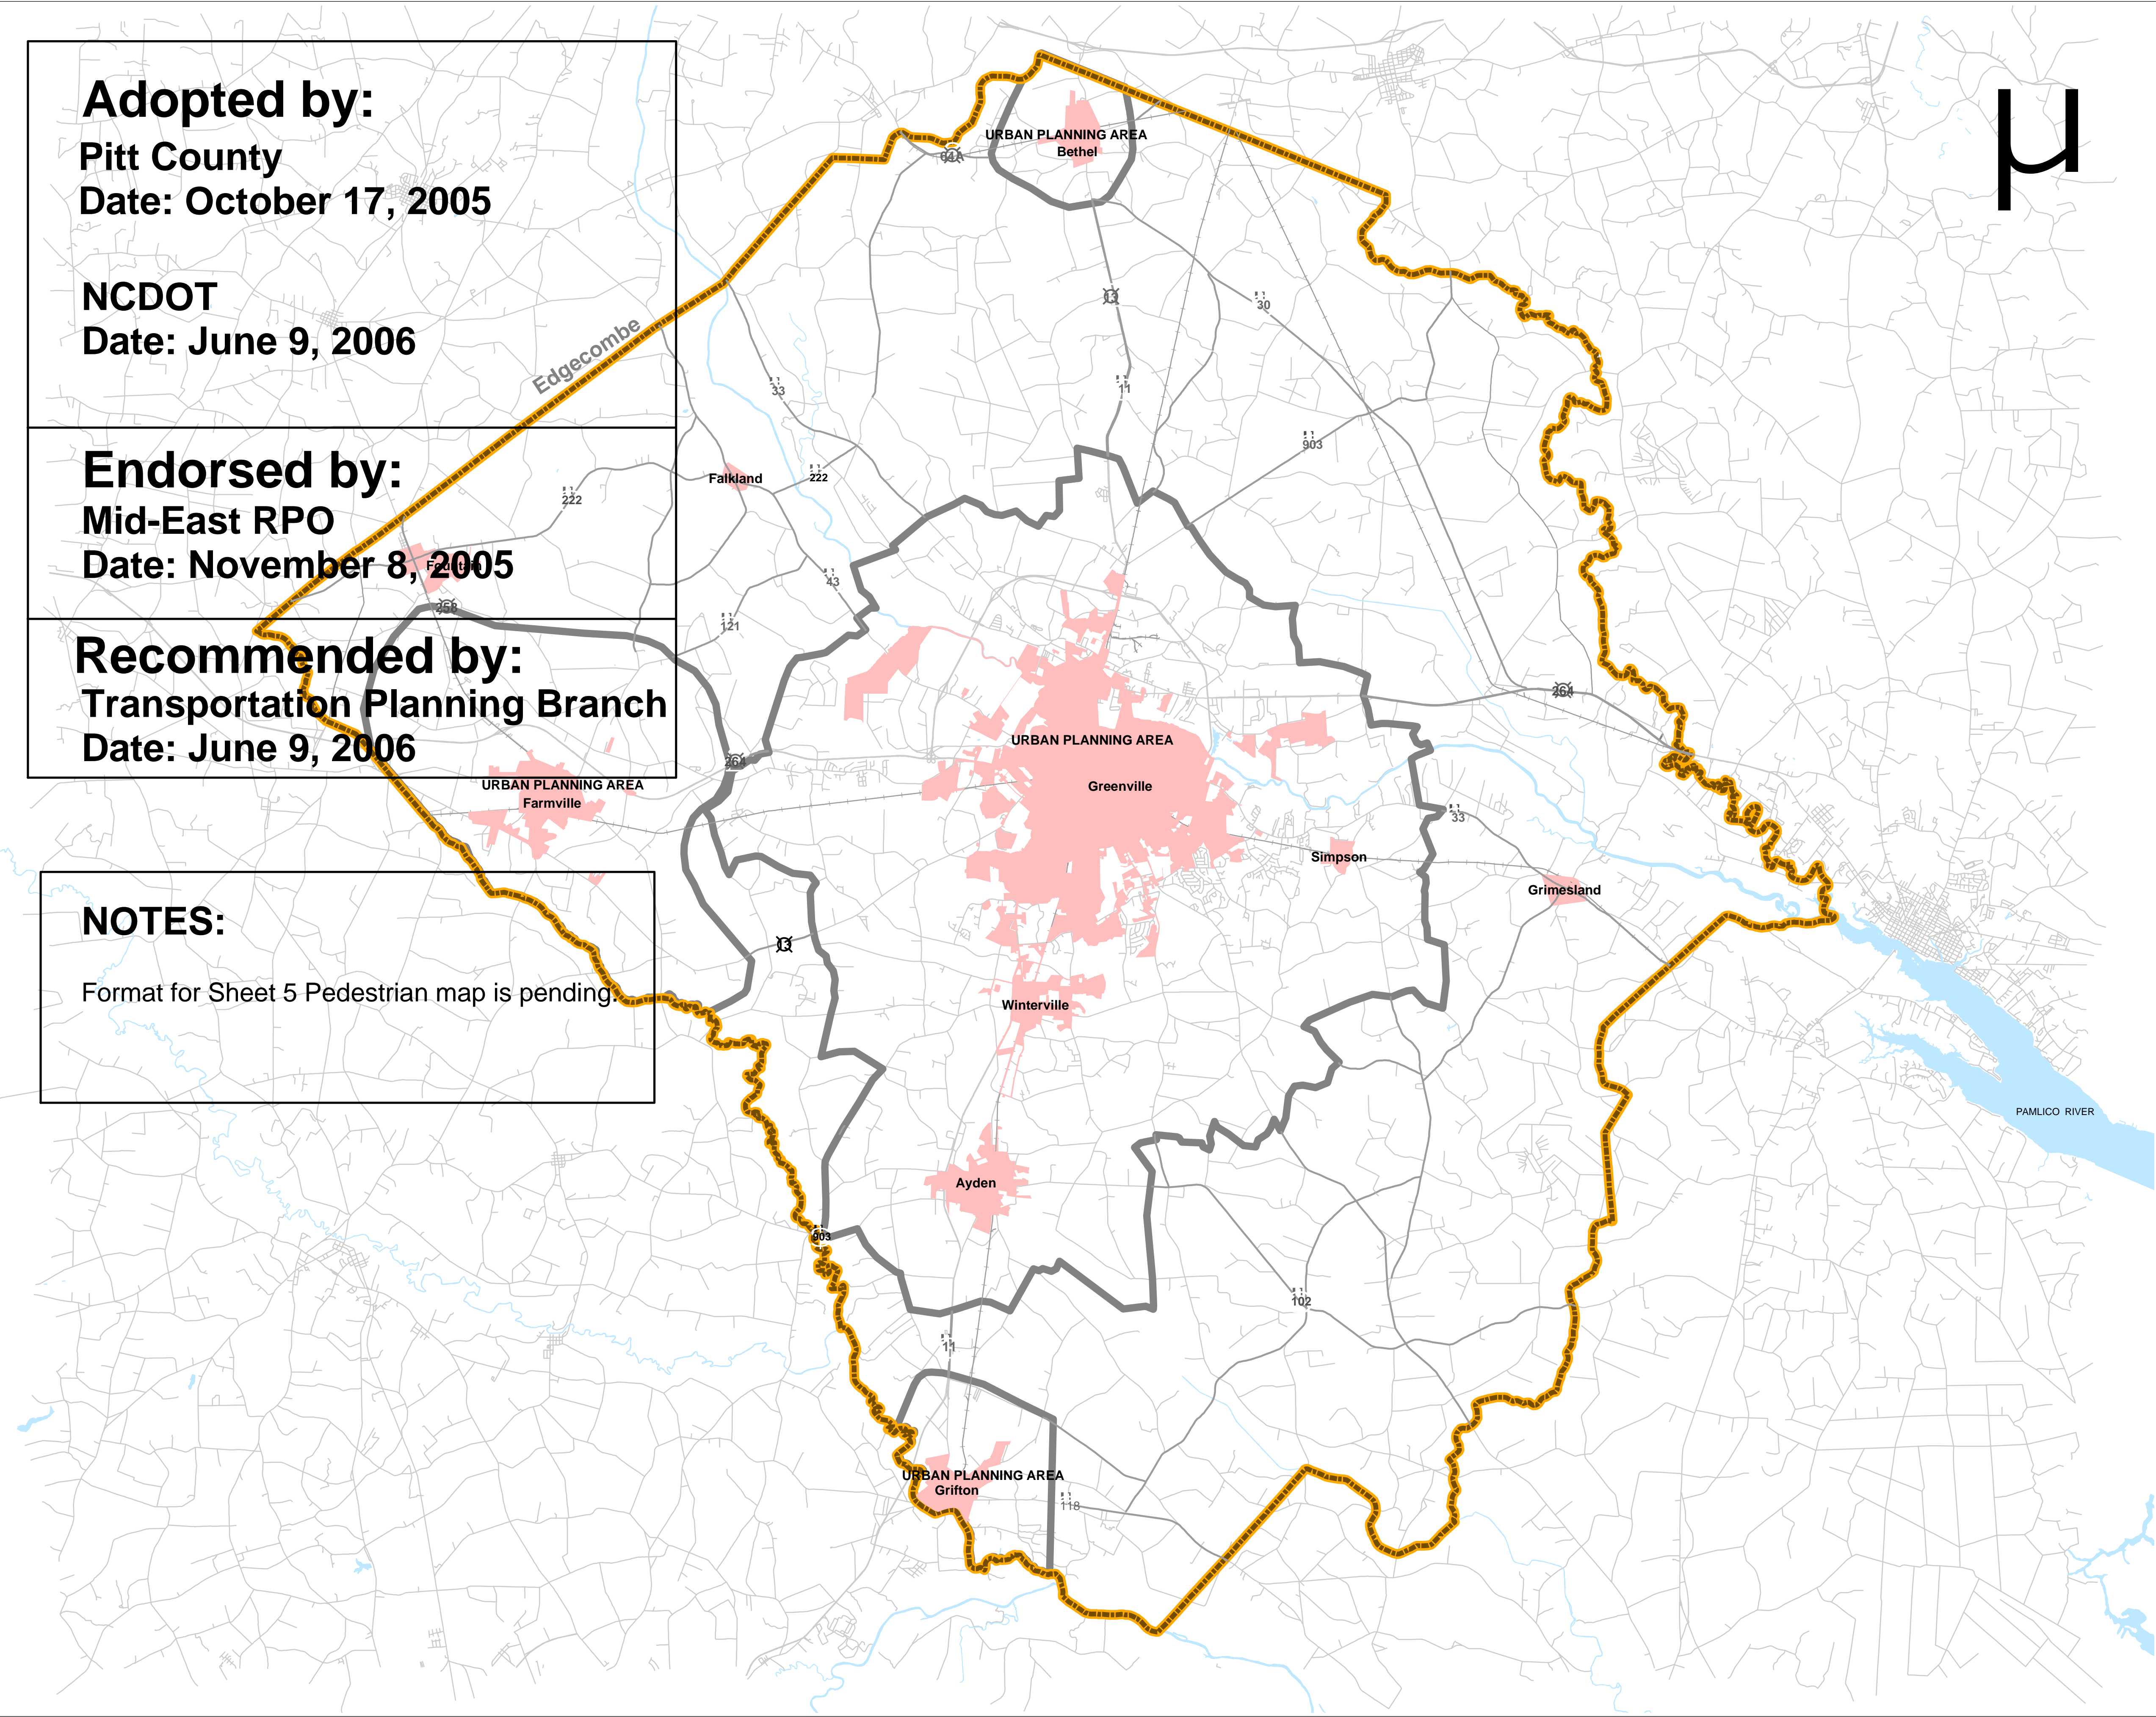 Adopted by:
Pitt County
Date: October 17, 2005
NCDOT
Date: June 9, 2006
Endorsed by:
Mid-East RPO
Date: November 8, 2005
Recommended by:
Transportation Planning Branch
Date: June 9, 2006
NOTES:
Format for Sheet 5 Pedestrian map is pending.
µ
Edgecombe
URBAN PLANNING AREA
Bethel
64A
13
30
11
33
903
222
Falkland
222
Fountain
258
43
121
264
264
URBAN PLANNING AREA
Greenville
URBAN PLANNING AREA
Farmville
33
Simpson
Grimesland
13
Winterville
PAMLICO RIVER
Ayden
903
102
11
URBAN PLANNING AREA
Grifton
118